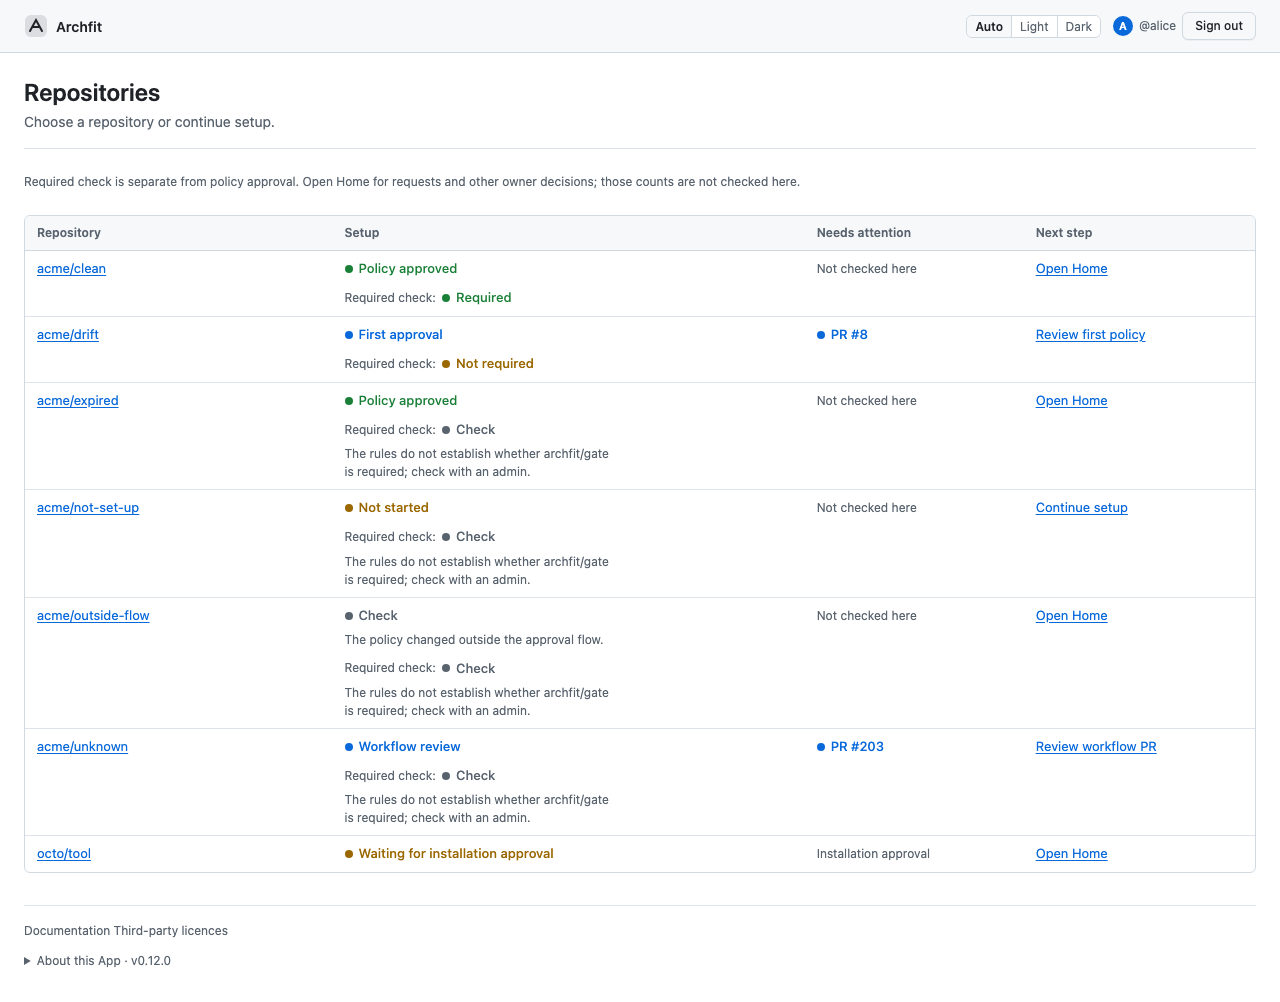 Archfit
Auto Light Dark A @alice Sign out
Repositories
Choose a repository or continue setup.
Required check is separate from policy approval. Open Home for requests and other owner decisions; those counts are not checked here.
Repository Setup Needs attention Next step
acme/clean Policy approved Not checked here Open Home
Required check: Required
acme/drift First approval PR #8 Review first policy
Required check: Not required
acme/expired Policy approved Not checked here Open Home
Required check: Check
The rules do not establish whether archfit/gate
is required; check with an admin.
acme/not-set-up Not started Not checked here Continue setup
Required check: Check
The rules do not establish whether archfit/gate
is required; check with an admin.
acme/outside-flow Check Not checked here Open Home
The policy changed outside the approval flow.
Required check: Check
The rules do not establish whether archfit/gate
is required; check with an admin.
acme/unknown Workflow review PR #203 Review workflow PR
Required check: Check
The rules do not establish whether archfit/gate
is required; check with an admin.
octo/tool Waiting for installation approval Installation approval Open Home
Documentation Third-party licences
About this App · v0.12.0